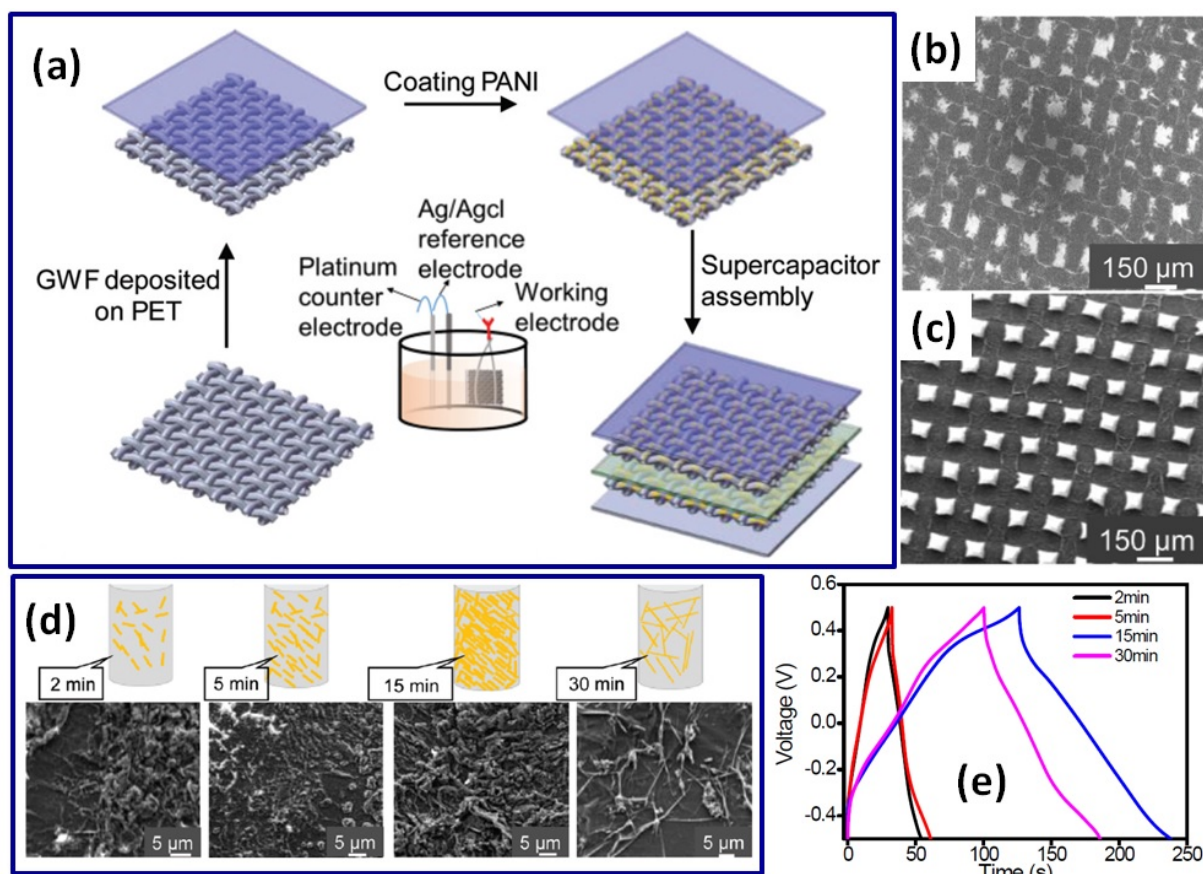 (a)
Coating PANI
GWF deposited
on PET
Ag/Agcl
reference
electrode
Platinum
counter
electrode
Working
electrode
Supercapacitor
assembly
(b)
150 µm
(c)
150 µm
(d)
2 min
5 min
15 min
30 min
5 µm
5 µm
5 µm
5 µm
(e)
2min
5min
15min
30min
Voltage (V)
0.6
0.4
0.2
0.0
-0.2
-0.4
0 50 100 150 200 250
Time (s)